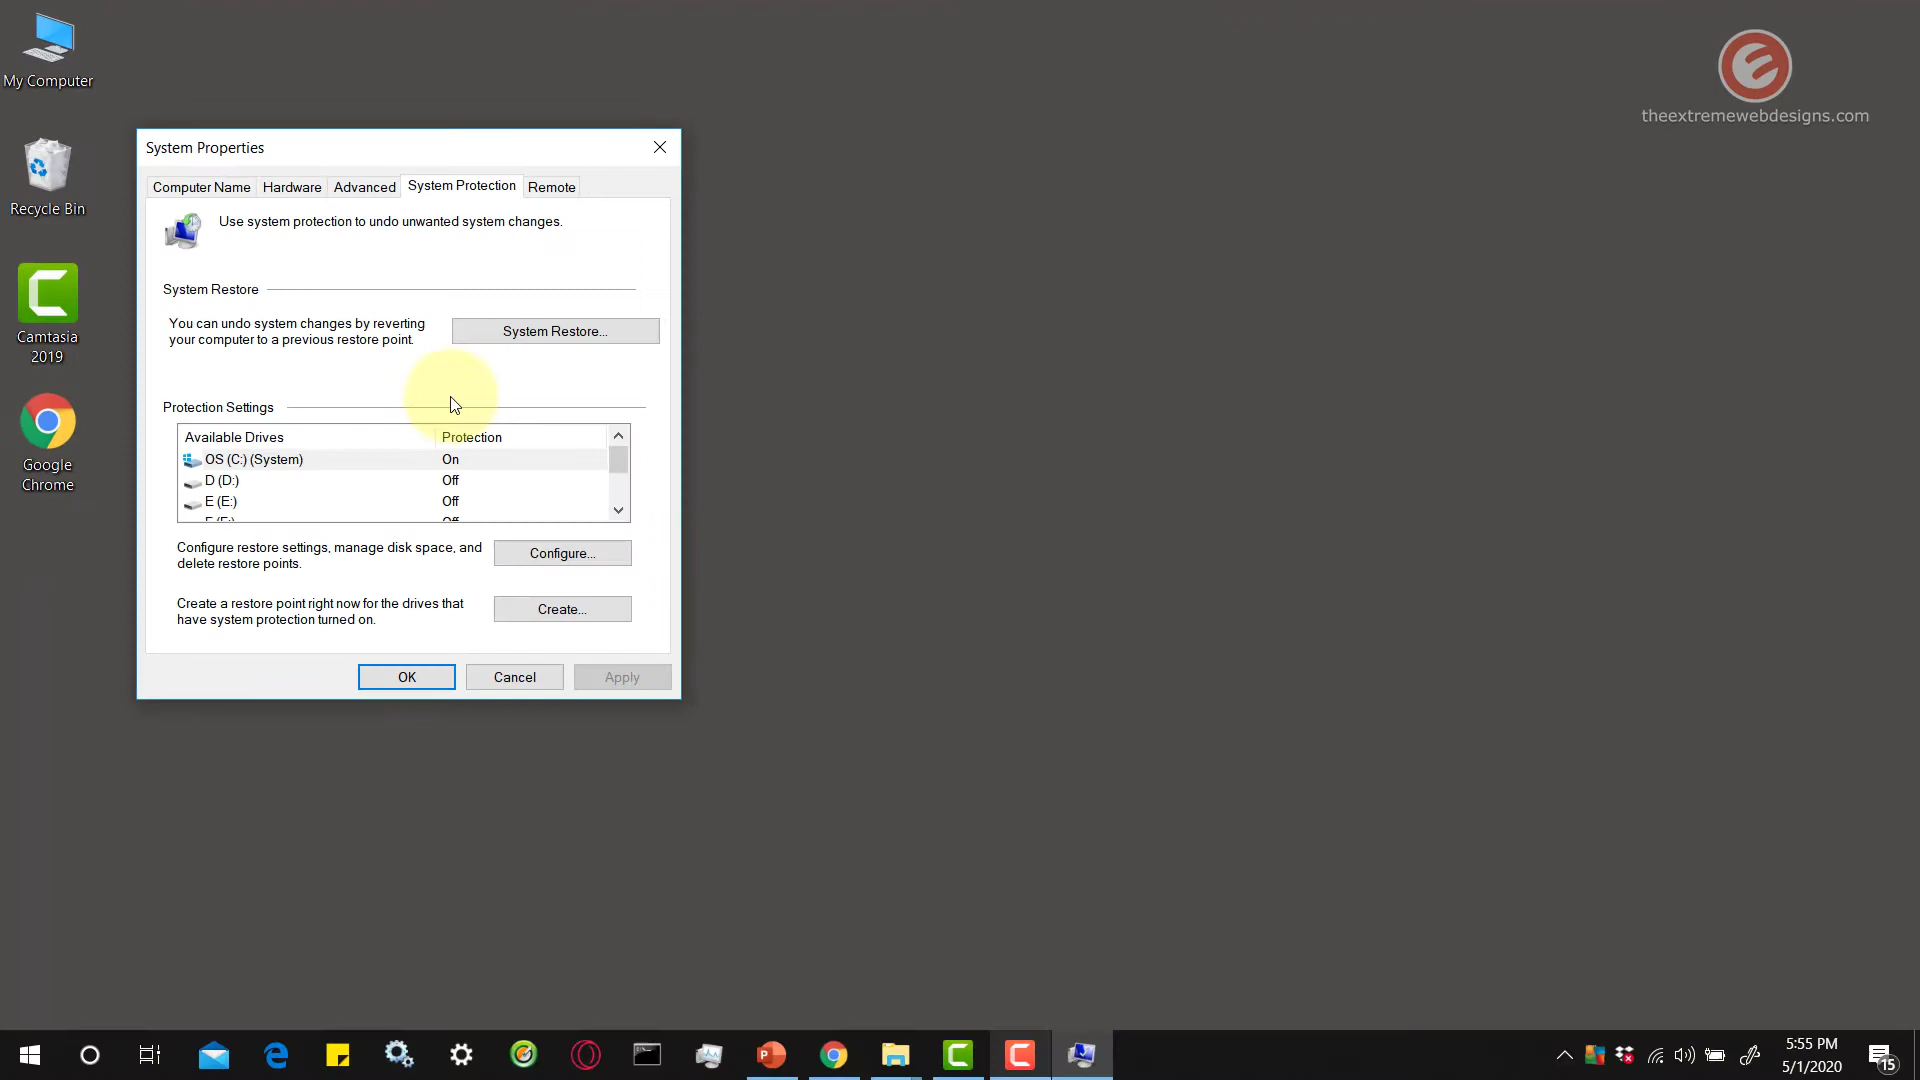 My Computer
Recycle Bin
Camtasia
2019
Google
Chrome
theextremewebdesigns.com
System Properties
Computer Name Hardware Advanced System Protection Remote
Use system protection to undo unwanted system changes.
System Restore
You can undo system changes by reverting
your computer to a previous restore point.
System Restore...
Protection Settings
Available Drives Protection
OS (C:) (System) On
D (D:) Off
E (E:) Off
F (F:) Off
Configure restore settings, manage disk space, and
delete restore points.
Configure...
Create a restore point right now for the drives that
have system protection turned on.
Create...
OK Cancel Apply
5:55 PM
5/1/2020
15